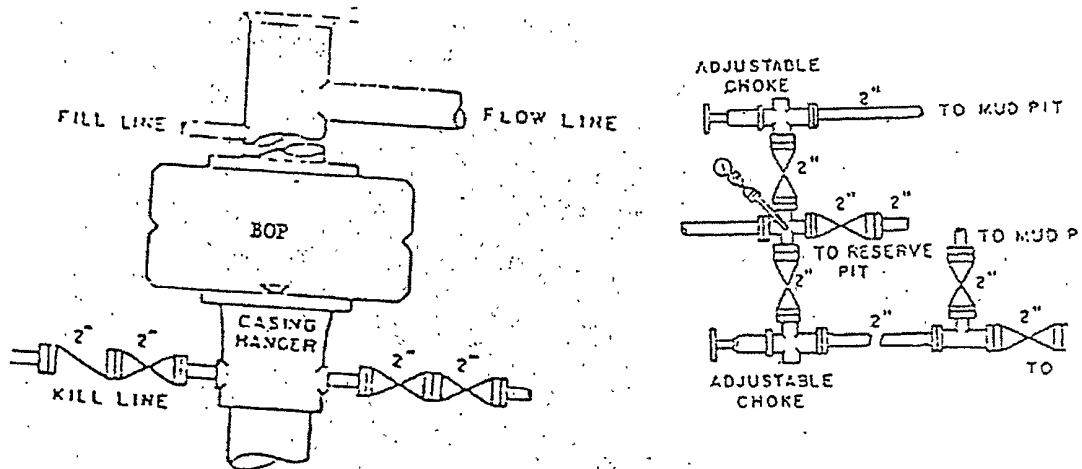 FILL LINE
FLOW LINE
BOP
CASING
HANGER
2"
2"
2"
2"
KILL LINE
ADJUSTABLE
CHOKE
2"
TO MUD PIT
2"
2"
2"
TO RESERVE
PIT
TO MUD P
2"
2"
2"
2"
TO
ADJUSTABLE
CHOKE